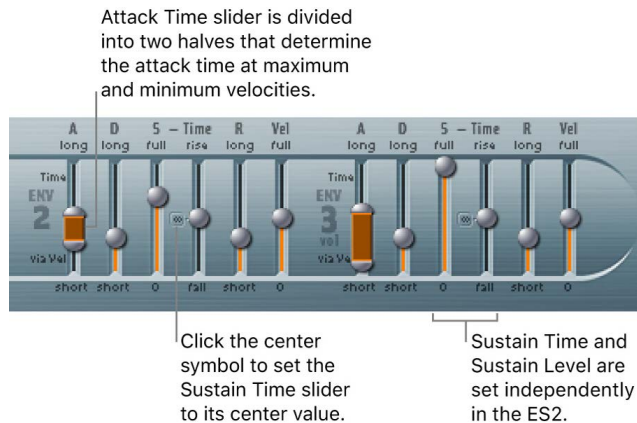 Attack Time slider is divided
into two halves that determine
the attack time at maximum
and minimum velocities.
A D S – Time R Vel A D S – Time R Vel
long long full rise long full long long full rise long full
Time Time
ENV ENV
2 3
vol
via Vel via Vel
short short 0 fall short 0 short short 0 fall short 0
Click the center
symbol to set the
Sustain Time slider
to its center value.
Sustain Time and
Sustain Level are
set independently
in the ES2.